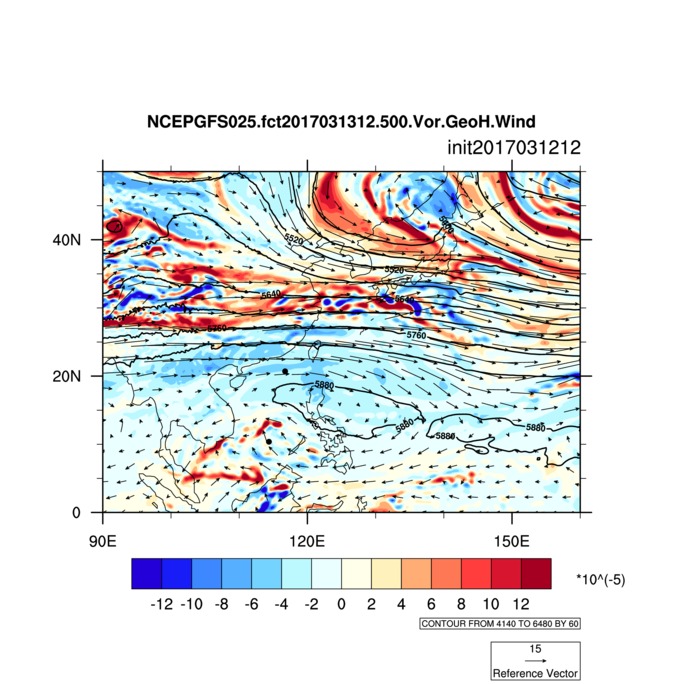 NCEPGFS025.fct2017031312.500.Vor.GeoH.Wind
init2017031212
40N
20N
0
90E 120E 150E
5520
5520
5640
5640
5760
5760
5880
5880
5880
5880
-12 -10 -8 -6 -4 -2 0 2 4 6 8 10 12
*10^(-5)
CONTOUR FROM 4140 TO 6480 BY 60
15
Reference Vector